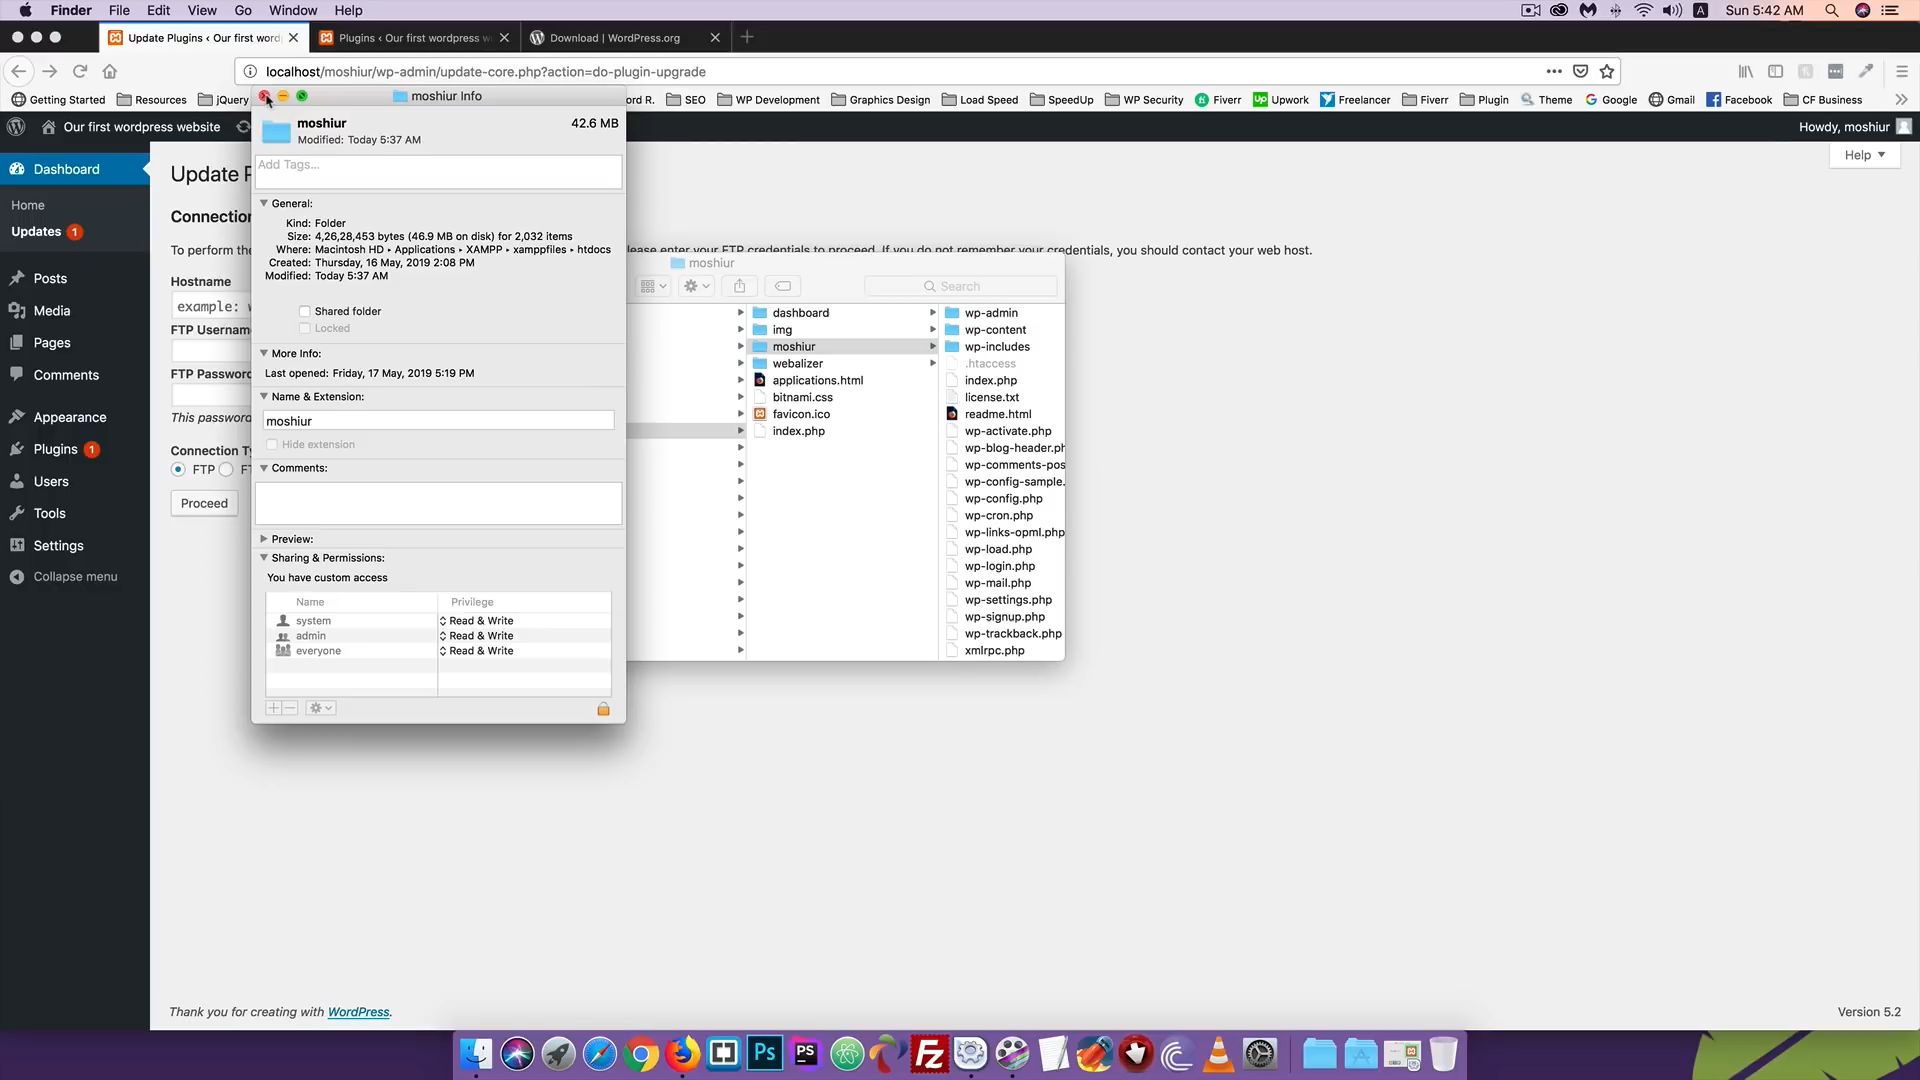 Finder File Edit View Go Window Help
A Sun 5:42 AM
Update Plugins ‹ Our first word
Plugins ‹ Our first wordpress w
Download | WordPress.org
localhost/moshiur/wp-admin/update-core.php?action=do-plugin-upgrade
Getting Started Resources jQuery ord R. SEO WP Development Graphics Design Load Speed SpeedUp WP Security Fiverr Upwork Freelancer Fiverr Plugin Theme Google Gmail Facebook CF Business
Our first wordpress website
Howdy, moshiur
Help
Dashboard
Home
Updates 1
Posts
Media
Pages
Comments
Appearance
Plugins 1
Users
Tools
Settings
Collapse menu
Update P
Connection
To perform the
lease enter your FTP credentials to proceed. If you do not remember your credentials, you should contact your web host.
Hostname
example: w
FTP Usernam
FTP Passwor
This password
Connection Ty
FTP FT
Proceed
moshiur Info
moshiur 42.6 MB
Modified: Today 5:37 AM
Add Tags...
General:
Kind: Folder
Size: 4,26,28,453 bytes (46.9 MB on disk) for 2,032 items
Where: Macintosh HD ▸ Applications ▸ XAMPP ▸ xamppfiles ▸ htdocs
Created: Thursday, 16 May, 2019 2:08 PM
Modified: Today 5:37 AM
Shared folder
Locked
More Info:
Last opened: Friday, 17 May, 2019 5:19 PM
Name & Extension:
moshiur
Hide extension
Comments:
Preview:
Sharing & Permissions:
You have custom access
Name Privilege
system Read & Write
admin Read & Write
everyone Read & Write
moshiur
Search
dashboard
img
moshiur
webalizer
applications.html
bitnami.css
favicon.ico
index.php
wp-admin
wp-content
wp-includes
.htaccess
index.php
license.txt
readme.html
wp-activate.php
wp-blog-header.ph
wp-comments-pos
wp-config-sample.
wp-config.php
wp-cron.php
wp-links-opml.php
wp-load.php
wp-login.php
wp-mail.php
wp-settings.php
wp-signup.php
wp-trackback.php
xmlrpc.php
Thank you for creating with WordPress.
Version 5.2
Ps PS FZ